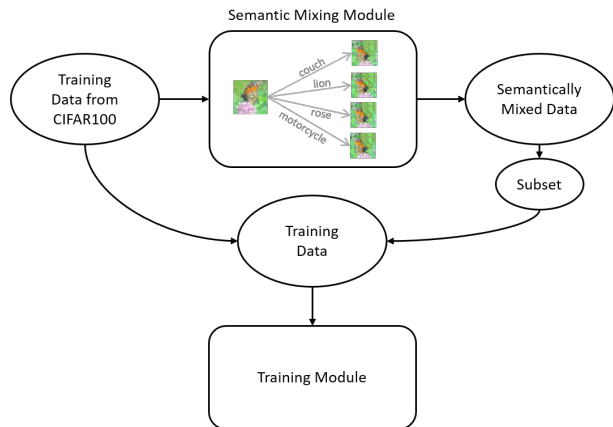 Semantic Mixing Module
Training
Data from
CIFAR100
couch
lion
rose
motorcycle
Semantically
Mixed Data
Subset
Training
Data
Training Module